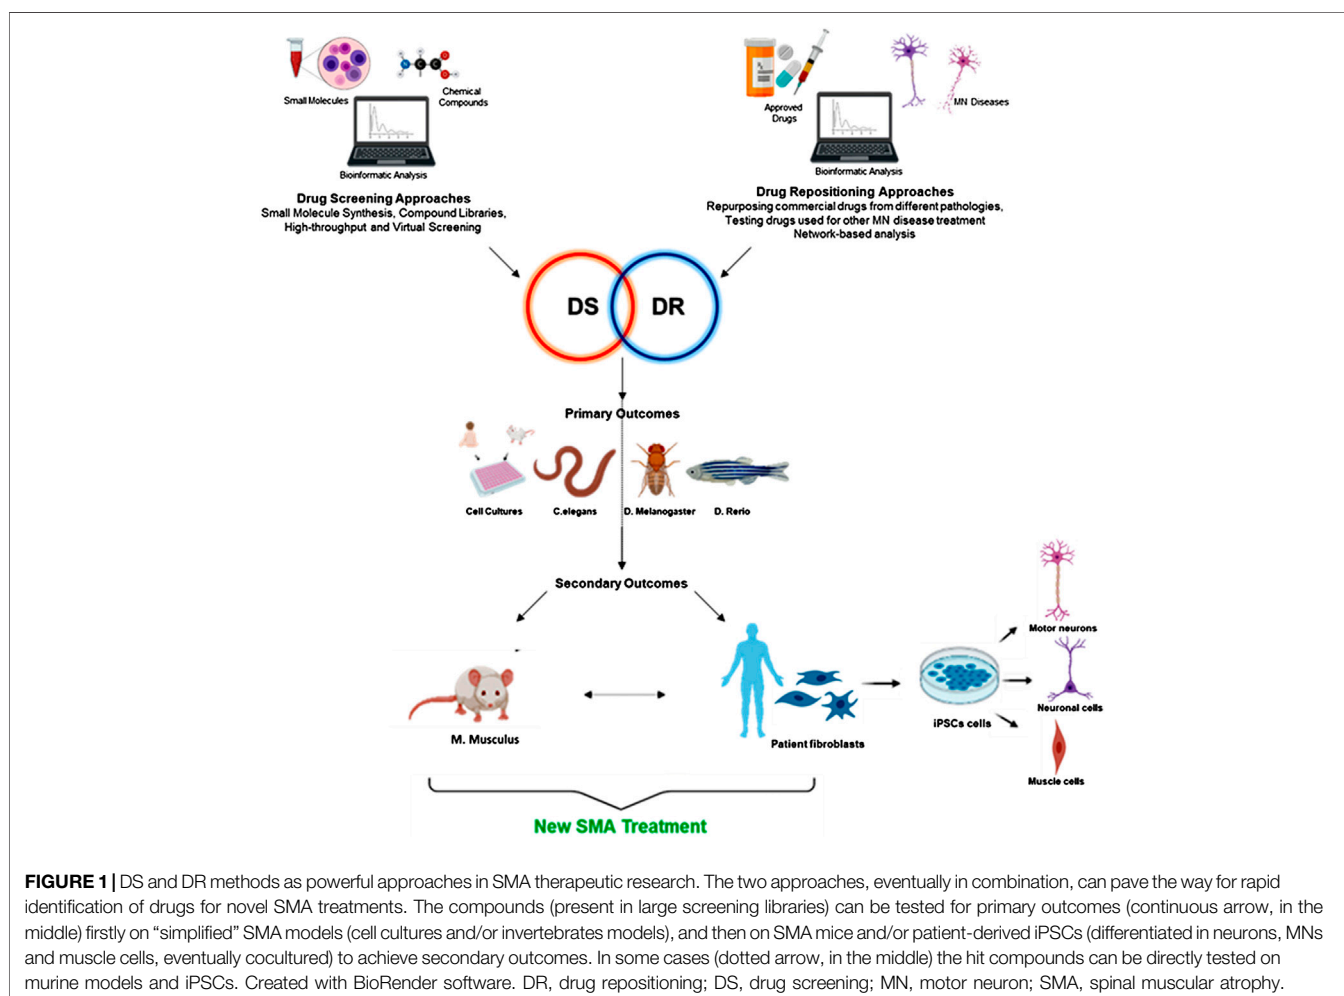 Small Molecules
Chemical
Compounds
Bioinformatic Analysis
Drug Screening Approaches
Small Molecule Synthesis, Compound Libraries,
High-throughput and Virtual Screening
Approved
Drugs
MN Diseases
Bioinformatic Analysis
Drug Repositioning Approaches
Repurposing commercial drugs from different pathologies,
Testing drugs used for other MN disease treatment
Network-based analysis
DS
DR
Primary Outcomes
Cell Cultures
C.elegans
D. Melanogaster
D. Rerio
Secondary Outcomes
M. Musculus
Patient fibroblasts
iPSCs cells
Motor neurons
Neuronal cells
Muscle cells
New SMA Treatment
FIGURE 1 | DS and DR methods as powerful approaches in SMA therapeutic research. The two approaches, eventually in combination, can pave the way for rapid
identification of drugs for novel SMA treatments. The compounds (present in large screening libraries) can be tested for primary outcomes (continuous arrow, in the
middle) firstly on “simplified” SMA models (cell cultures and/or invertebrates models), and then on SMA mice and/or patient-derived iPSCs (differentiated in neurons, MNs
and muscle cells, eventually cocultured) to achieve secondary outcomes. In some cases (dotted arrow, in the middle) the hit compounds can be directly tested on
murine models and iPSCs. Created with BioRender software. DR, drug repositioning; DS, drug screening; MN, motor neuron; SMA, spinal muscular atrophy.